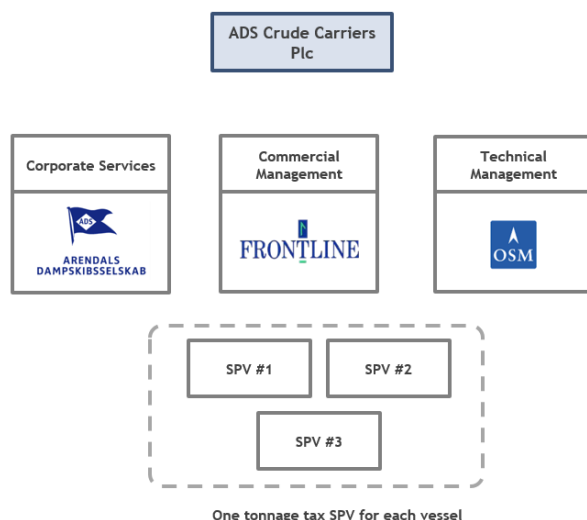 ADS Crude Carriers
Plc
Corporate Services
Commercial
Management
Technical
Management
ADS
ARENDALS
DAMPSKIBSSELSKAB
FRONTLINE
OSM
SPV #1
SPV #2
SPV #3
One tonnage tax SPV for each vessel